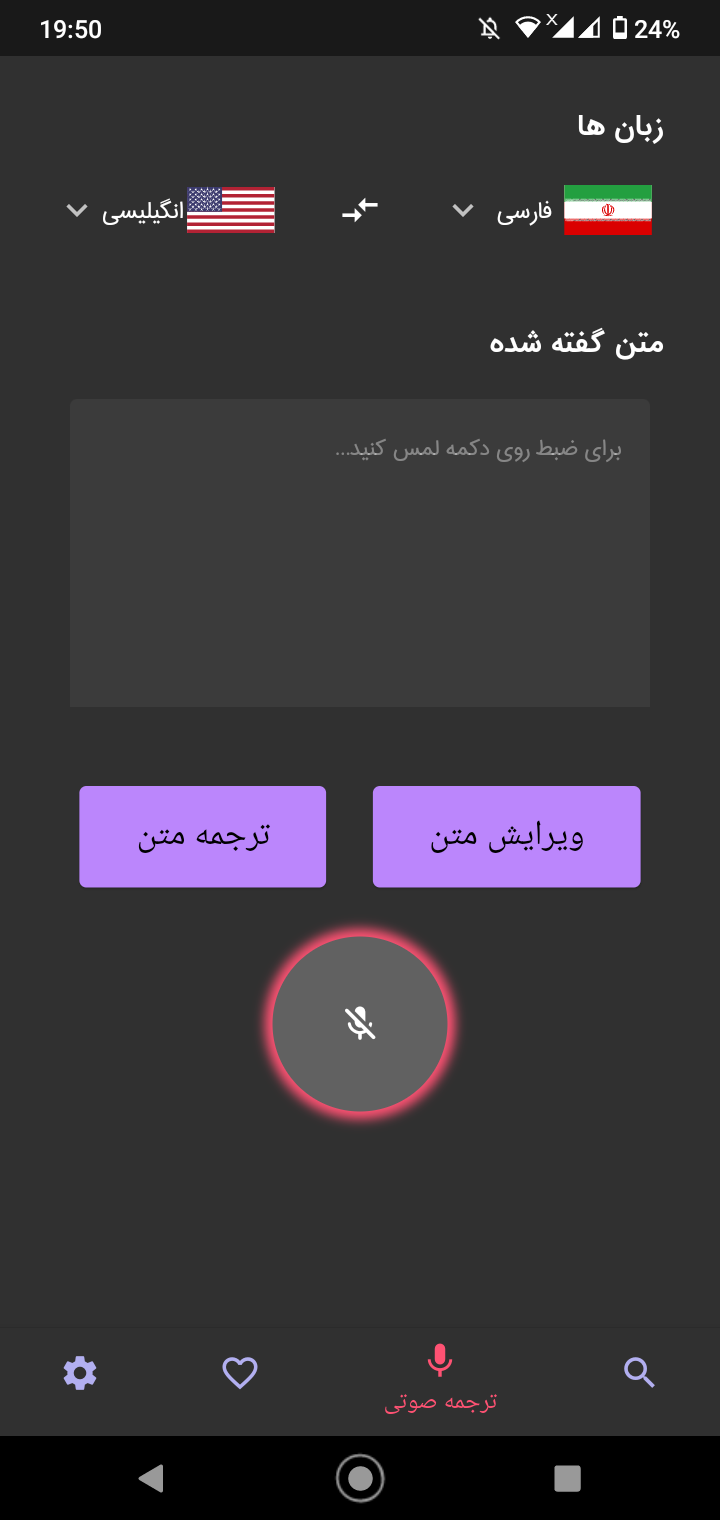 19:50
24%
زبان ها
فارسی
انگیلیسی
متن گفته شده
برای ضبط روی دکمه لمس کنید...
ویرایش متن
ترجمه متن
ترجمه صوتی